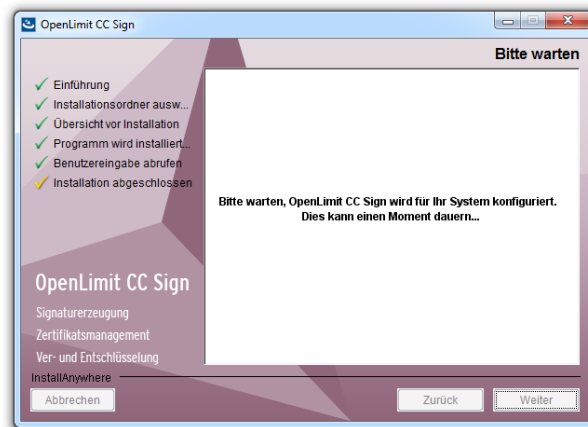 OpenLimit CC Sign
Bitte warten
Einführung
Installationsordner ausw...
Übersicht vor Installation
Programm wird installiert...
Benutzereingabe abrufen
Installation abgeschlossen
Bitte warten, OpenLimit CC Sign wird für Ihr System konfiguriert.
Dies kann einen Moment dauern...
OpenLimit CC Sign
Signaturerzeugung
Zertifikatsmanagement
Ver- und Entschlüsselung
InstallAnywhere
Abbrechen
Zurück
Weiter